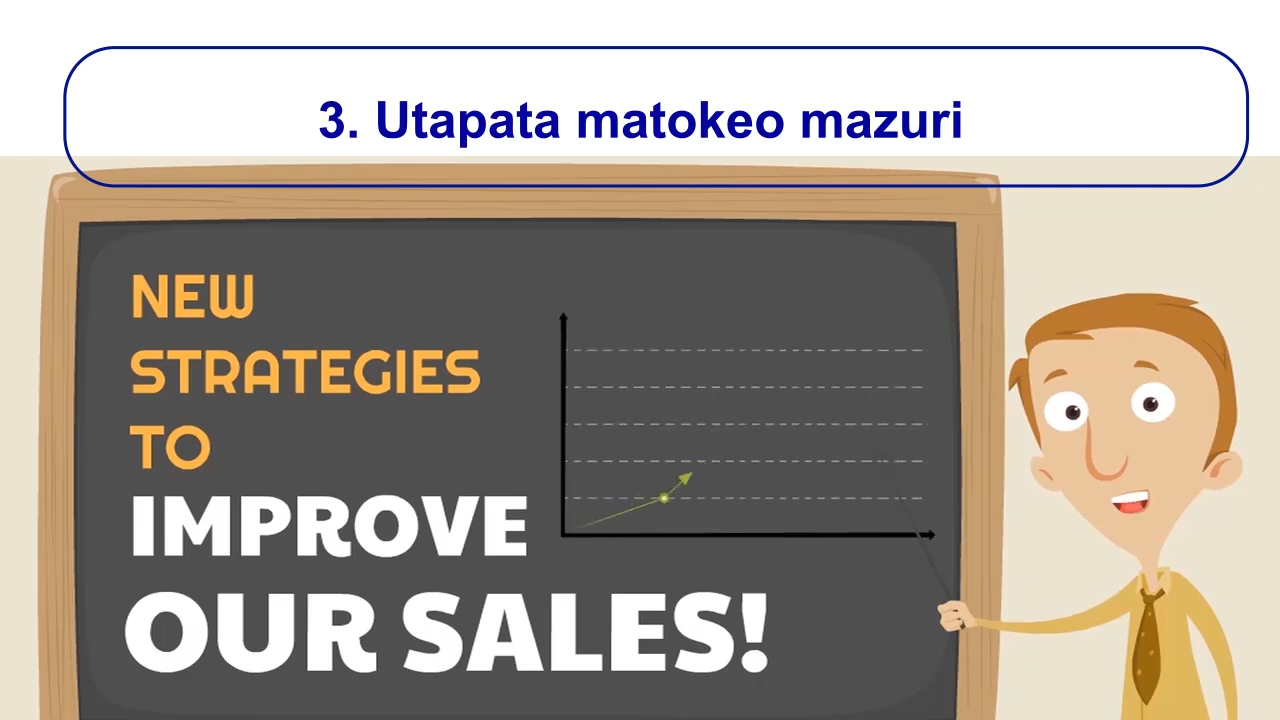 3. Utapata matokeo mazuri
NEW
STRATEGIES
TO
IMPROVE
OUR SALES!